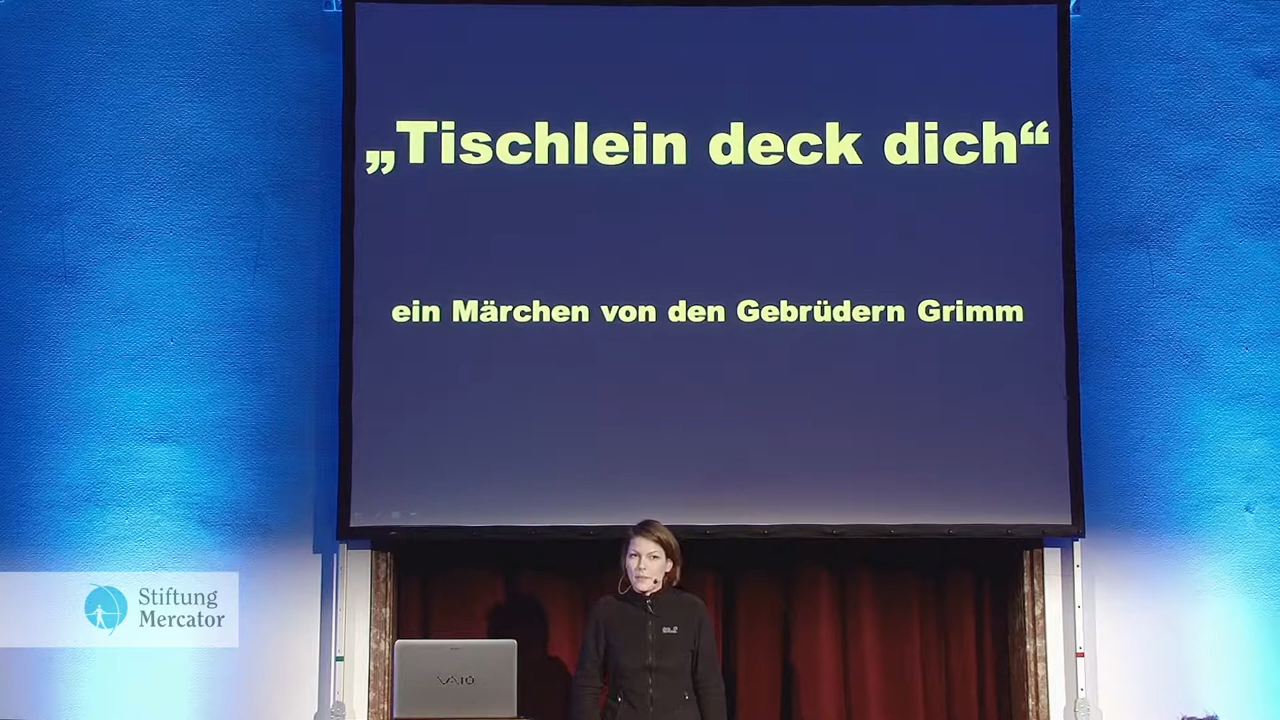 „Tischlein deck dich“
ein Märchen von den Gebrüdern Grimm
Stiftung
Mercator
VAIO